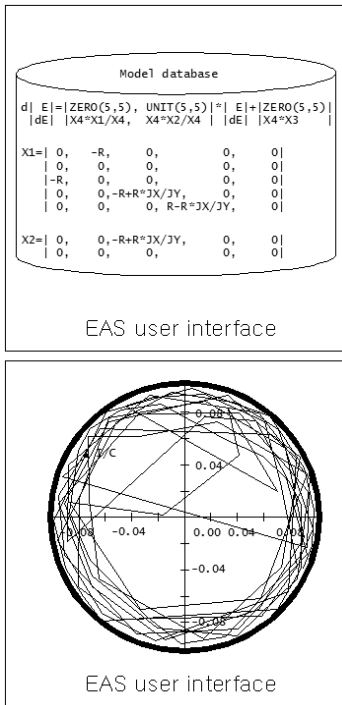 Model database
d| E|=|ZERO(5,5), UNIT(5,5)|*| E|+|ZERO(5,5)|
|dE| |X4*X1/X4, X4*X2/X4 | |dE| |X4*X3 |
X1=| 0, -R, 0, 0, 0|
| 0, 0, 0, 0, 0|
|-R, 0, 0, 0, 0|
| 0, 0,-R+R*JX/JY, 0, 0|
| 0, 0, 0, R-R*JX/JY, 0|
X2=| 0, 0,-R+R*JX/JY, 0, 0|
| 0, 0, 0, 0, 0|
EAS user interface
0.08
I/C
0.04
-0.08 -0.04 0.00 0.04 0.08
-0.04
-0.08
EAS user interface